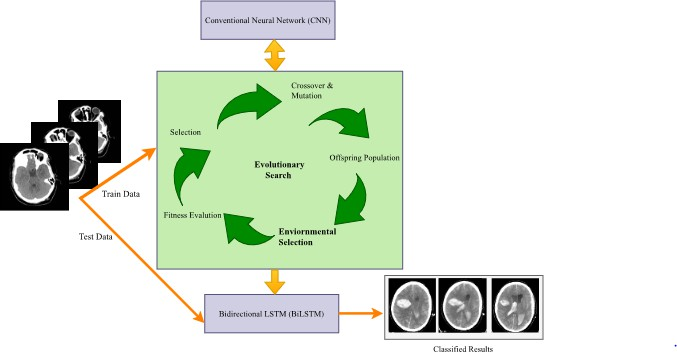 Conventional Neural Network (CNN)
Crossover &
Mutation
Selection
Offspring Population
Evolutionary
Search
Train Data
Fitness Evalution
Enviornmental
Selection
Test Data
Bidirectional LSTM (BiLSTM)
Classified Results